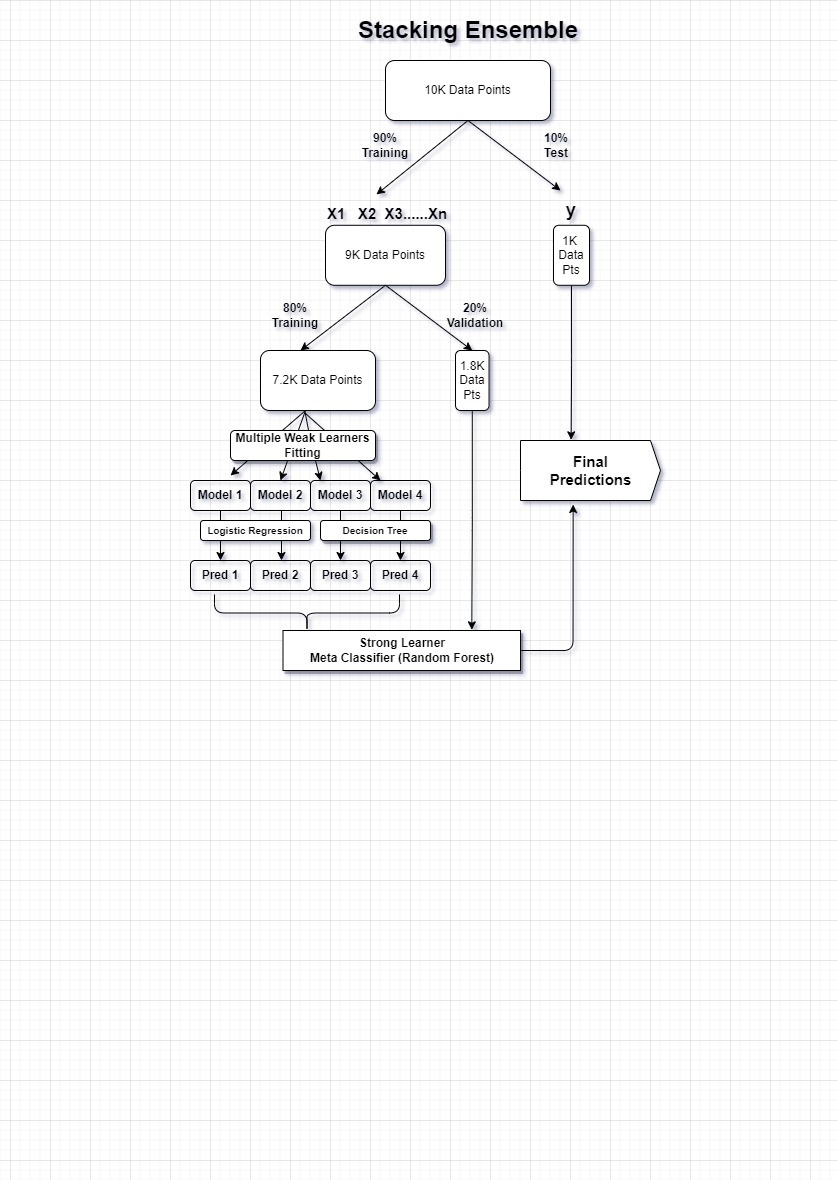 Stacking Ensemble
10K Data Points
90%
Training
10%
Test
X1 X2 X3......Xn
y
9K Data Points
1K
Data
Pts
80%
Training
20%
Validation
7.2K Data Points
1.8K
Data
Pts
Multiple Weak Learners
Fitting
Final
Predictions
Model 1
Model 2
Model 3
Model 4
Logistic Regression
Decision Tree
Pred 1
Pred 2
Pred 3
Pred 4
Strong Learner
Meta Classifier (Random Forest)